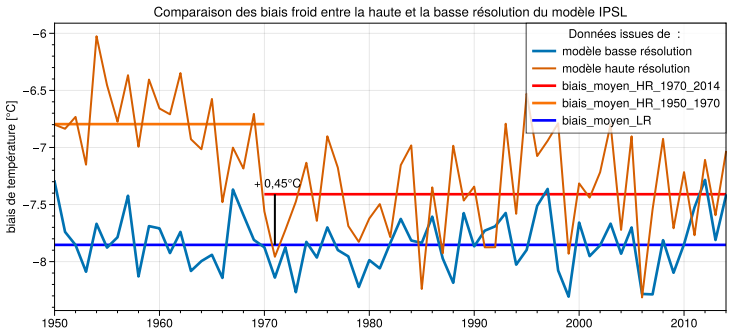 Comparaison des biais froid entre la haute et la basse résolution du modèle IPSL
Données issues de :
modèle basse résolution
modèle haute résolution
biais_moyen_HR_1970_2014
biais_moyen_HR_1950_1970
biais_moyen_LR
biais de température [°C]
−6
−6.5
−7
−7.5
−8
+ 0,45°C
1950
1960
1970
1980
1990
2000
2010